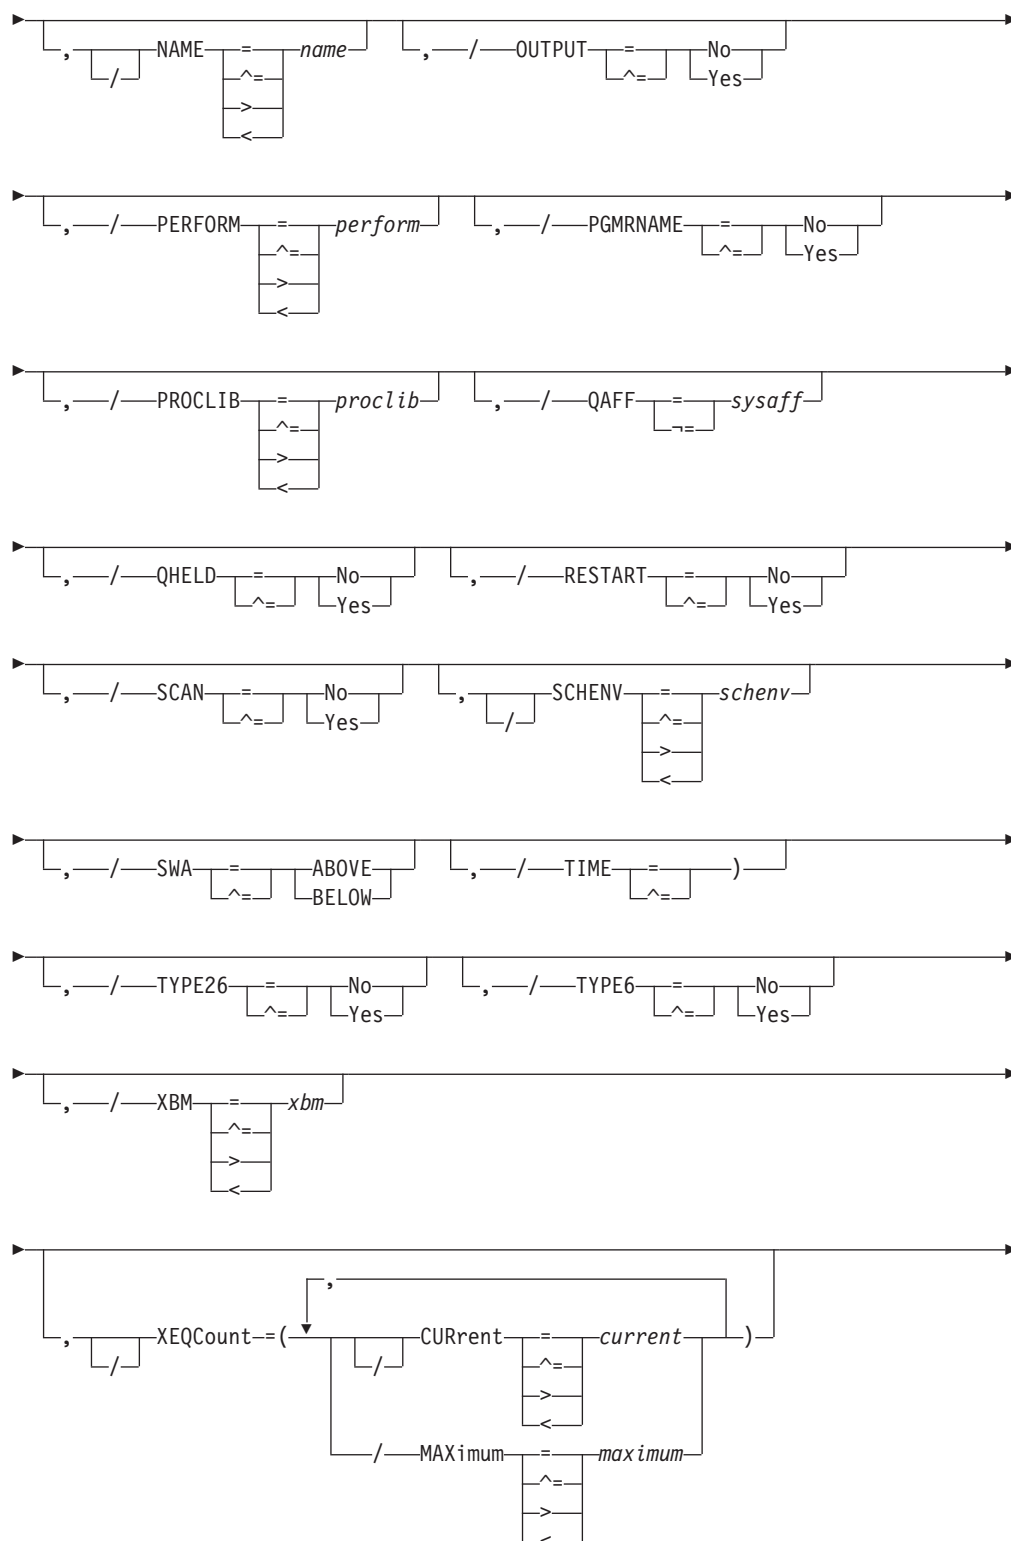 , / NAME = name , / OUTPUT = No
^= ^= Yes
>
<
, / PERFORM = perform , / PGMRNAME = No
^= ^= Yes
>
<
, / PROCLIB = proclib , / QAFF = sysaff
^= ¬=
>
<
, / QHELD = No , / RESTART = No
^= Yes ^= Yes
, / SCAN = No , / SCHENV = schenv
^= Yes ^=
>
<
, / SWA = ABOVE , / TIME = )
^= BELOW ^=
, / TYPE26 = No , / TYPE6 = No
^= Yes ^= Yes
, / XBM = xbm
^=
>
<
,
, / XEQCount =( / CURrent = current )
^=
>
<
/ MAXimum = maximum
^=
>
<